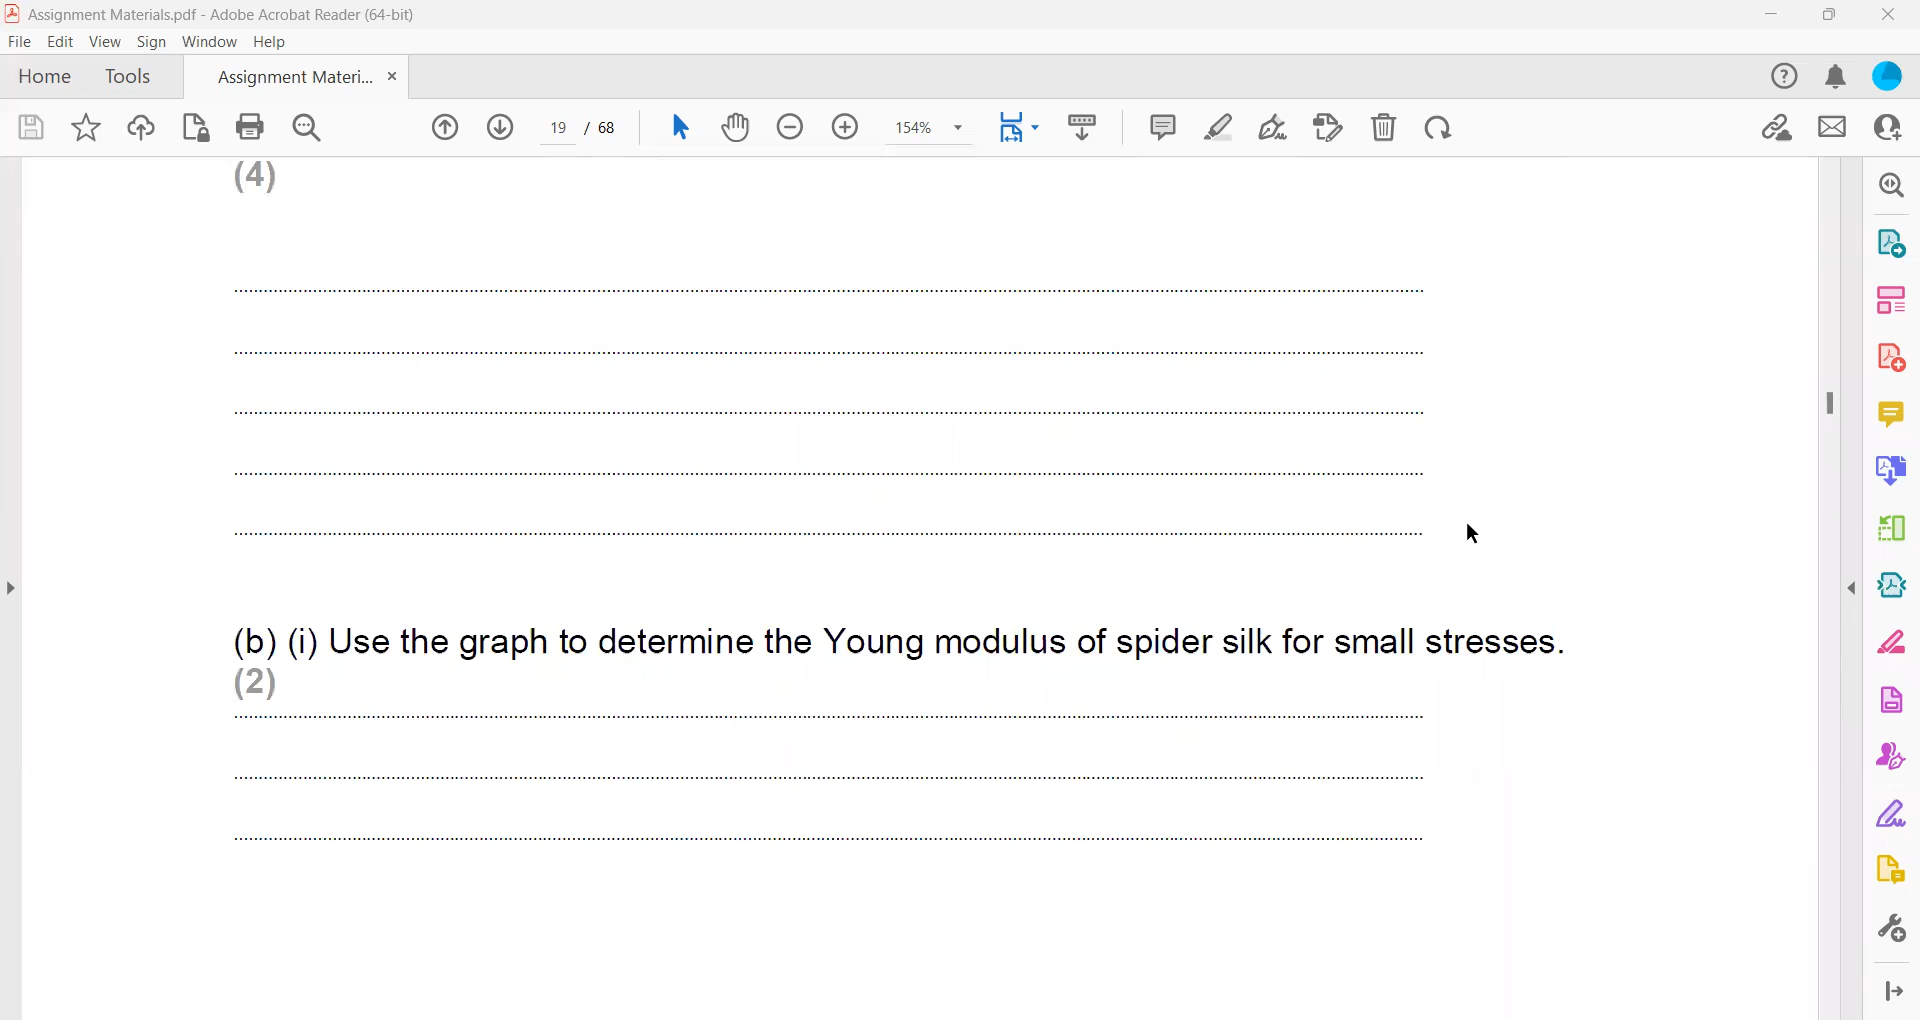 Assignment Materials.pdf - Adobe Acrobat Reader (64-bit)
File Edit View Sign Window Help
Home Tools Assignment Materi... ×
19 / 68 154%
(4)
(b) (i) Use the graph to determine the Young modulus of spider silk for small stresses.
(2)